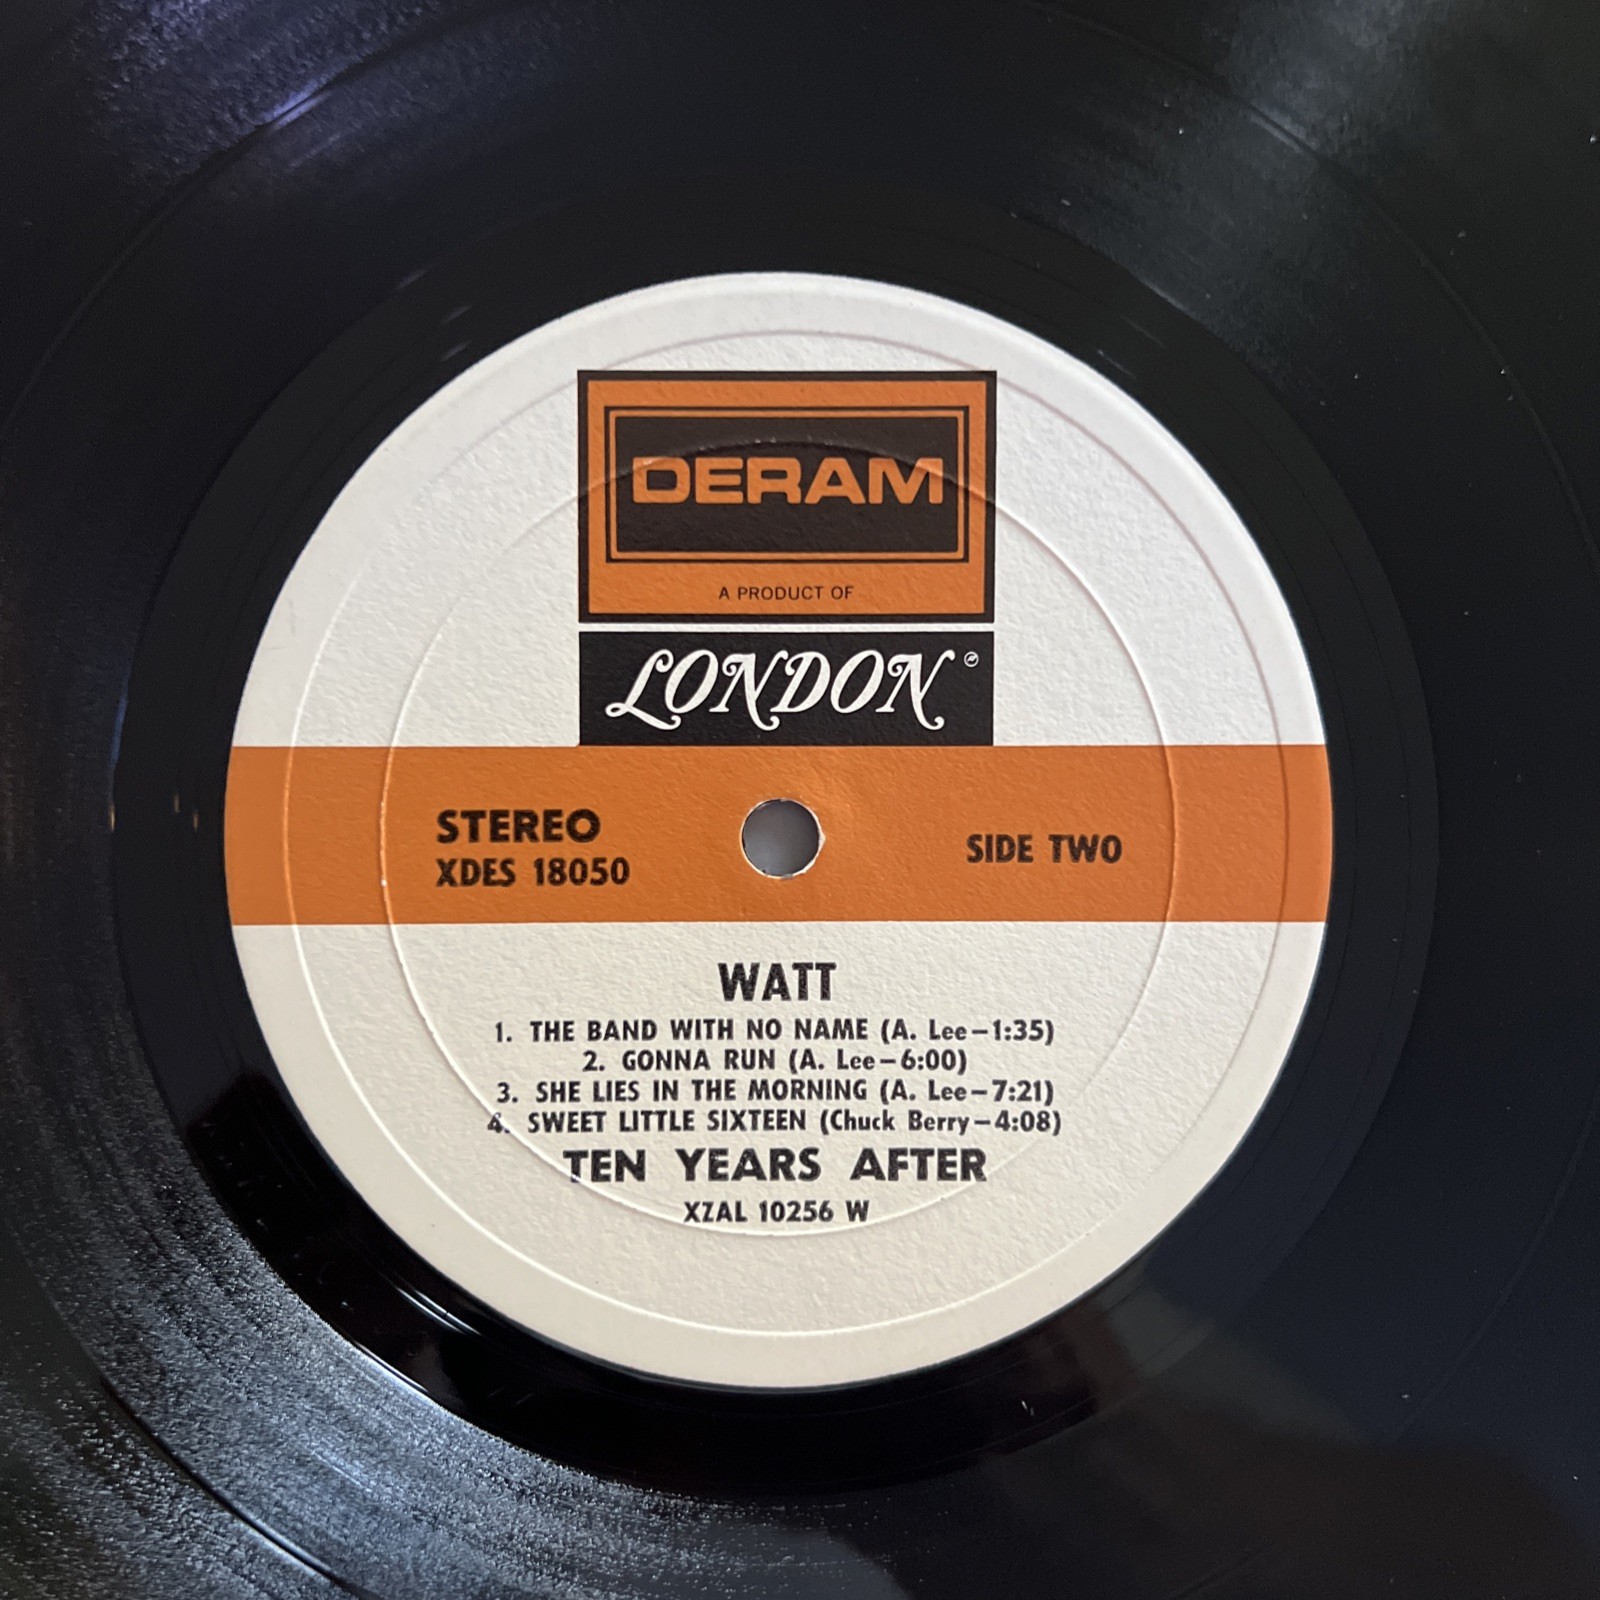 DERAM
A PRODUCT OF
LONDON ®
STEREO
XDES 18050
SIDE TWO
WATT
1. THE BAND WITH NO NAME (A. Lee–1:35)
2. GONNA RUN (A. Lee–6:00)
3. SHE LIES IN THE MORNING (A. Lee–7:21)
4. SWEET LITTLE SIXTEEN (Chuck Berry–4:08)
TEN YEARS AFTER
XZAL 10256 W